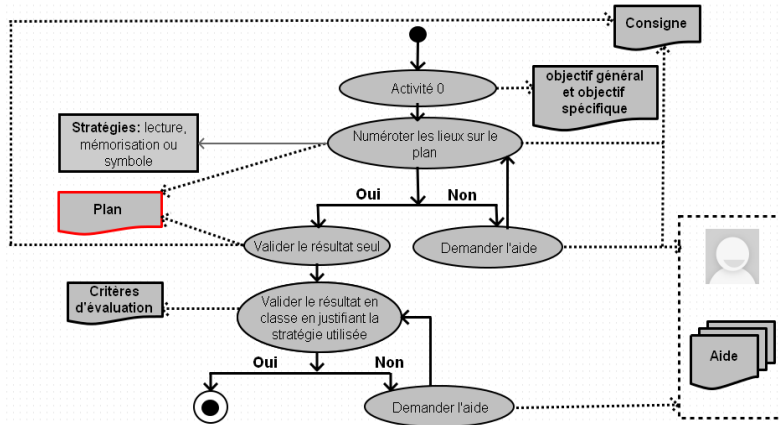 Consigne
Activité 0
objectif général
et objectif
spécifique
Stratégies: lecture,
mémorisation ou
symbole
Numéroter les lieux sur le
plan
Oui
Non
Plan
Valider le résultat seul
Demander l'aide
Critères
d'évaluation
Valider le résultat en
classe en justifiant la
stratégie utilisée
Aide
Oui
Non
Demander l'aide